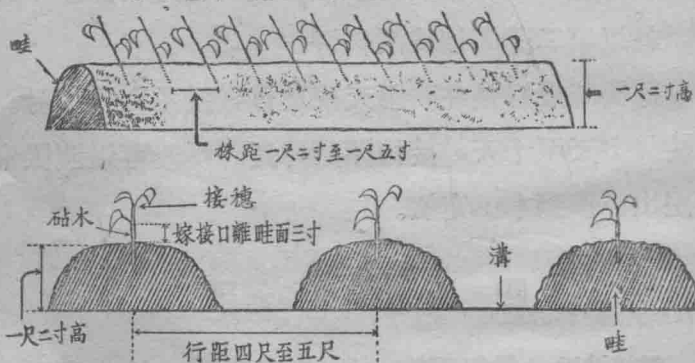 畦
一尺二寸高
株距一尺二寸至一尺五寸
接穗
砧木
嫁接口離畦面三寸
溝
一尺二寸高
行距四尺至五尺
畦